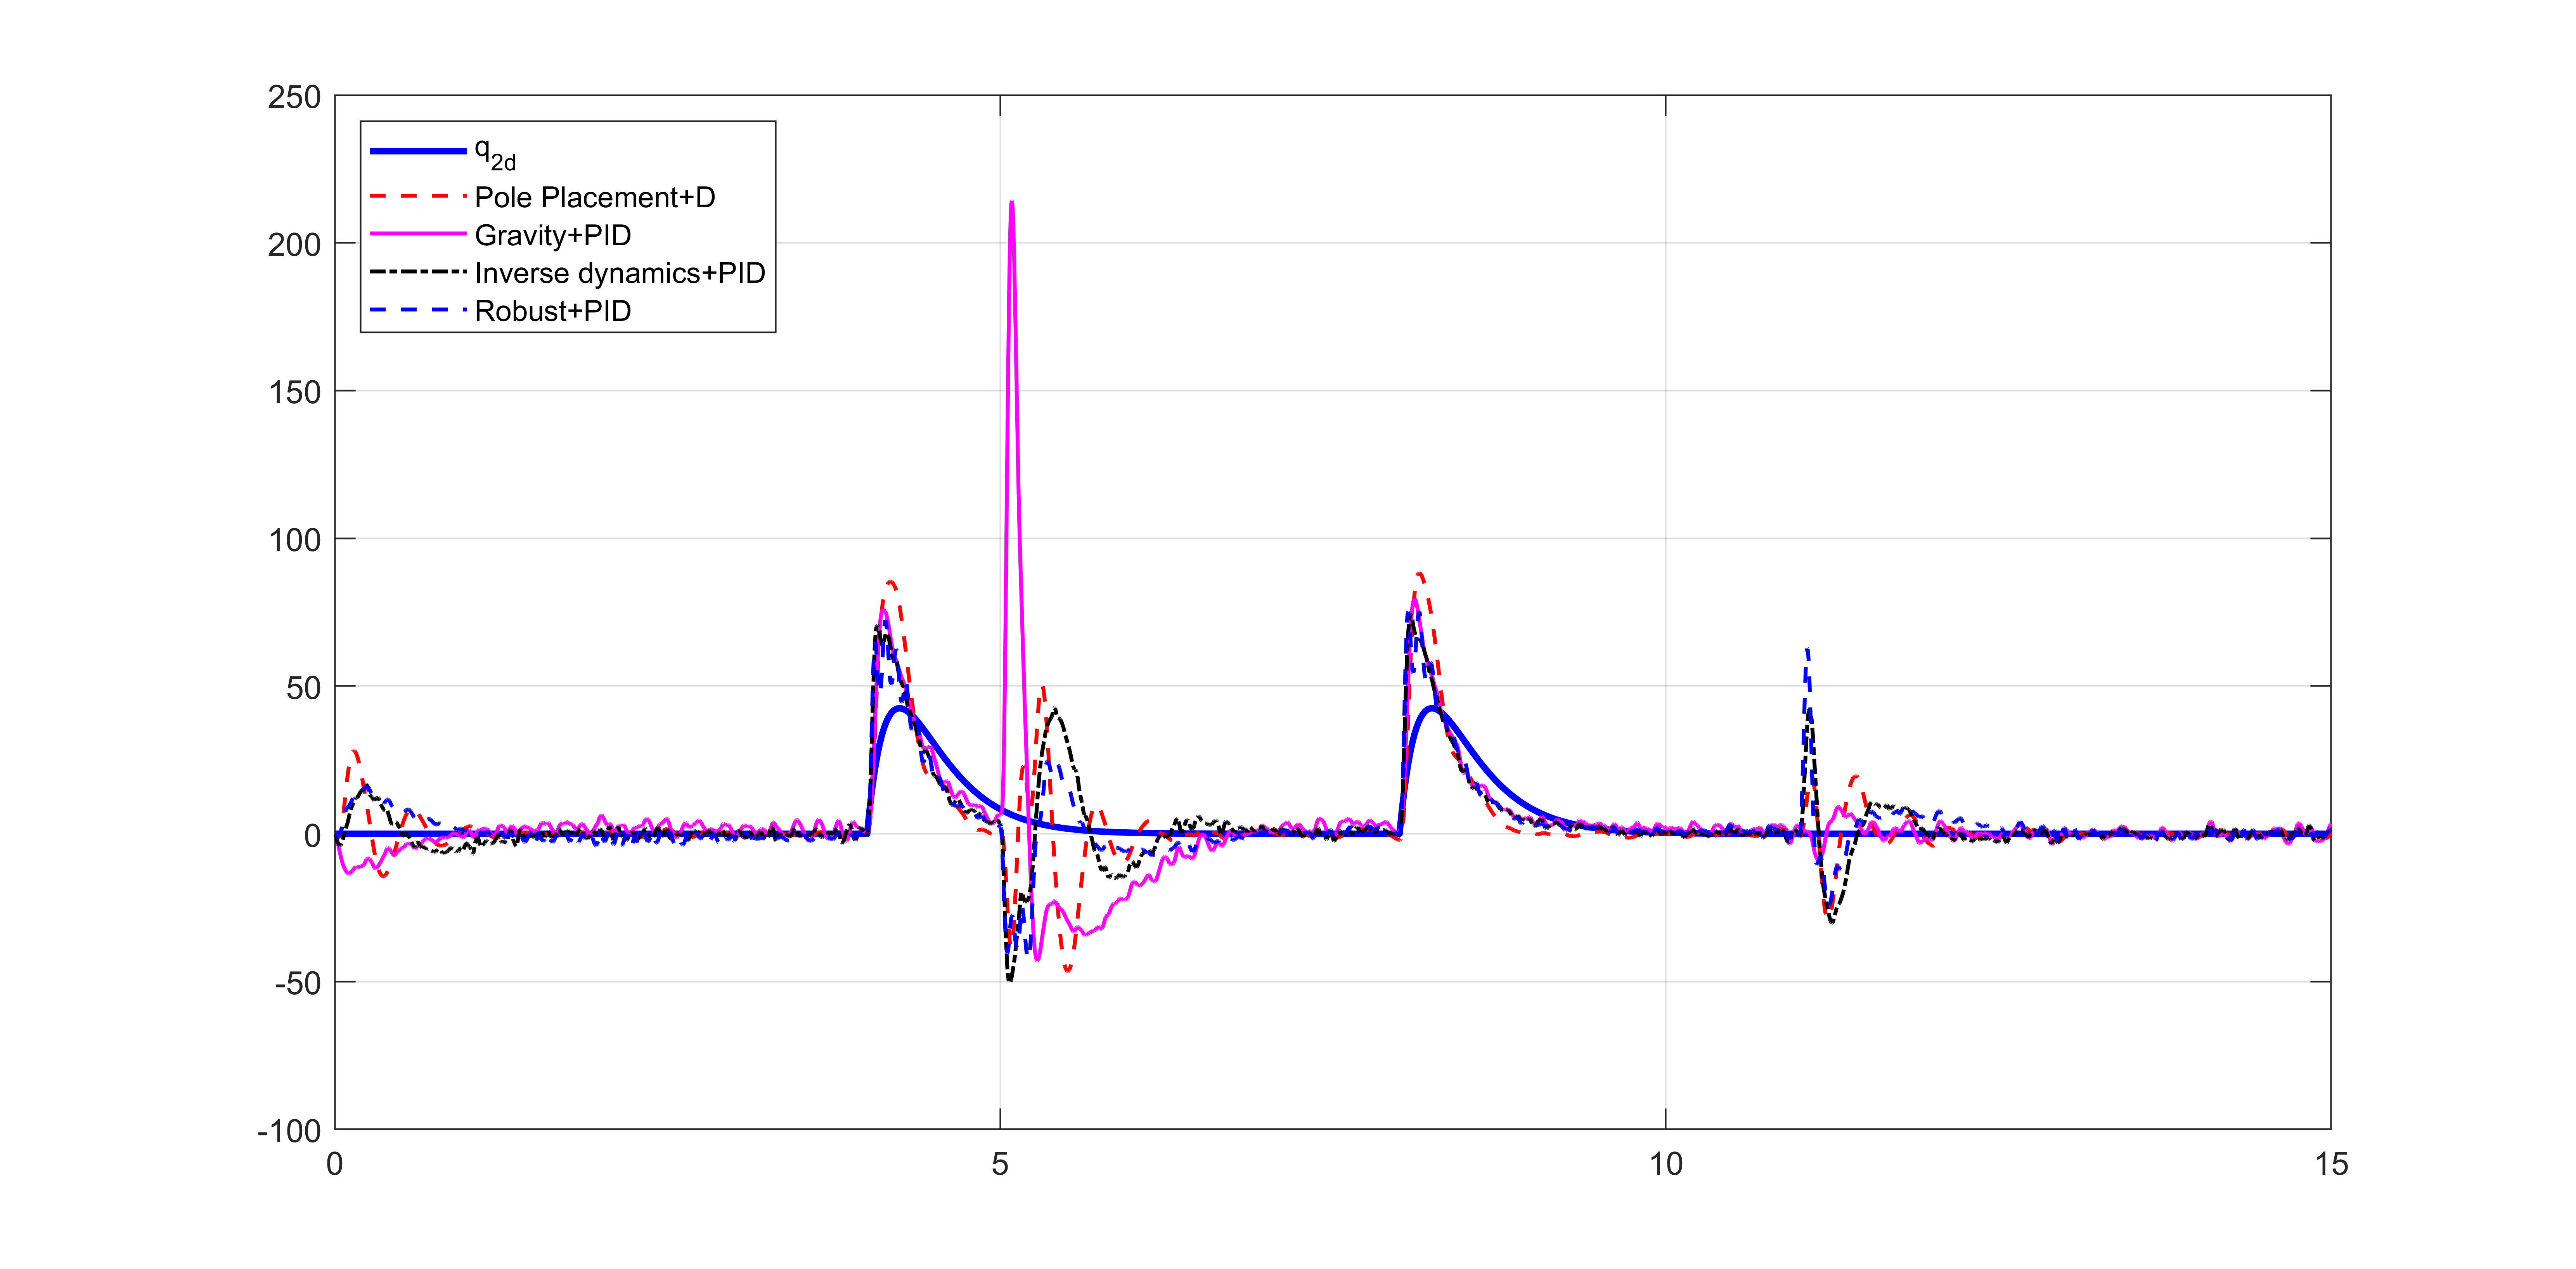 250
200
150
100
50
0
-50
-100
q2d
Pole Placement+D
Gravity+PID
Inverse dynamics+PID
Robust+PID
0 5 10 15